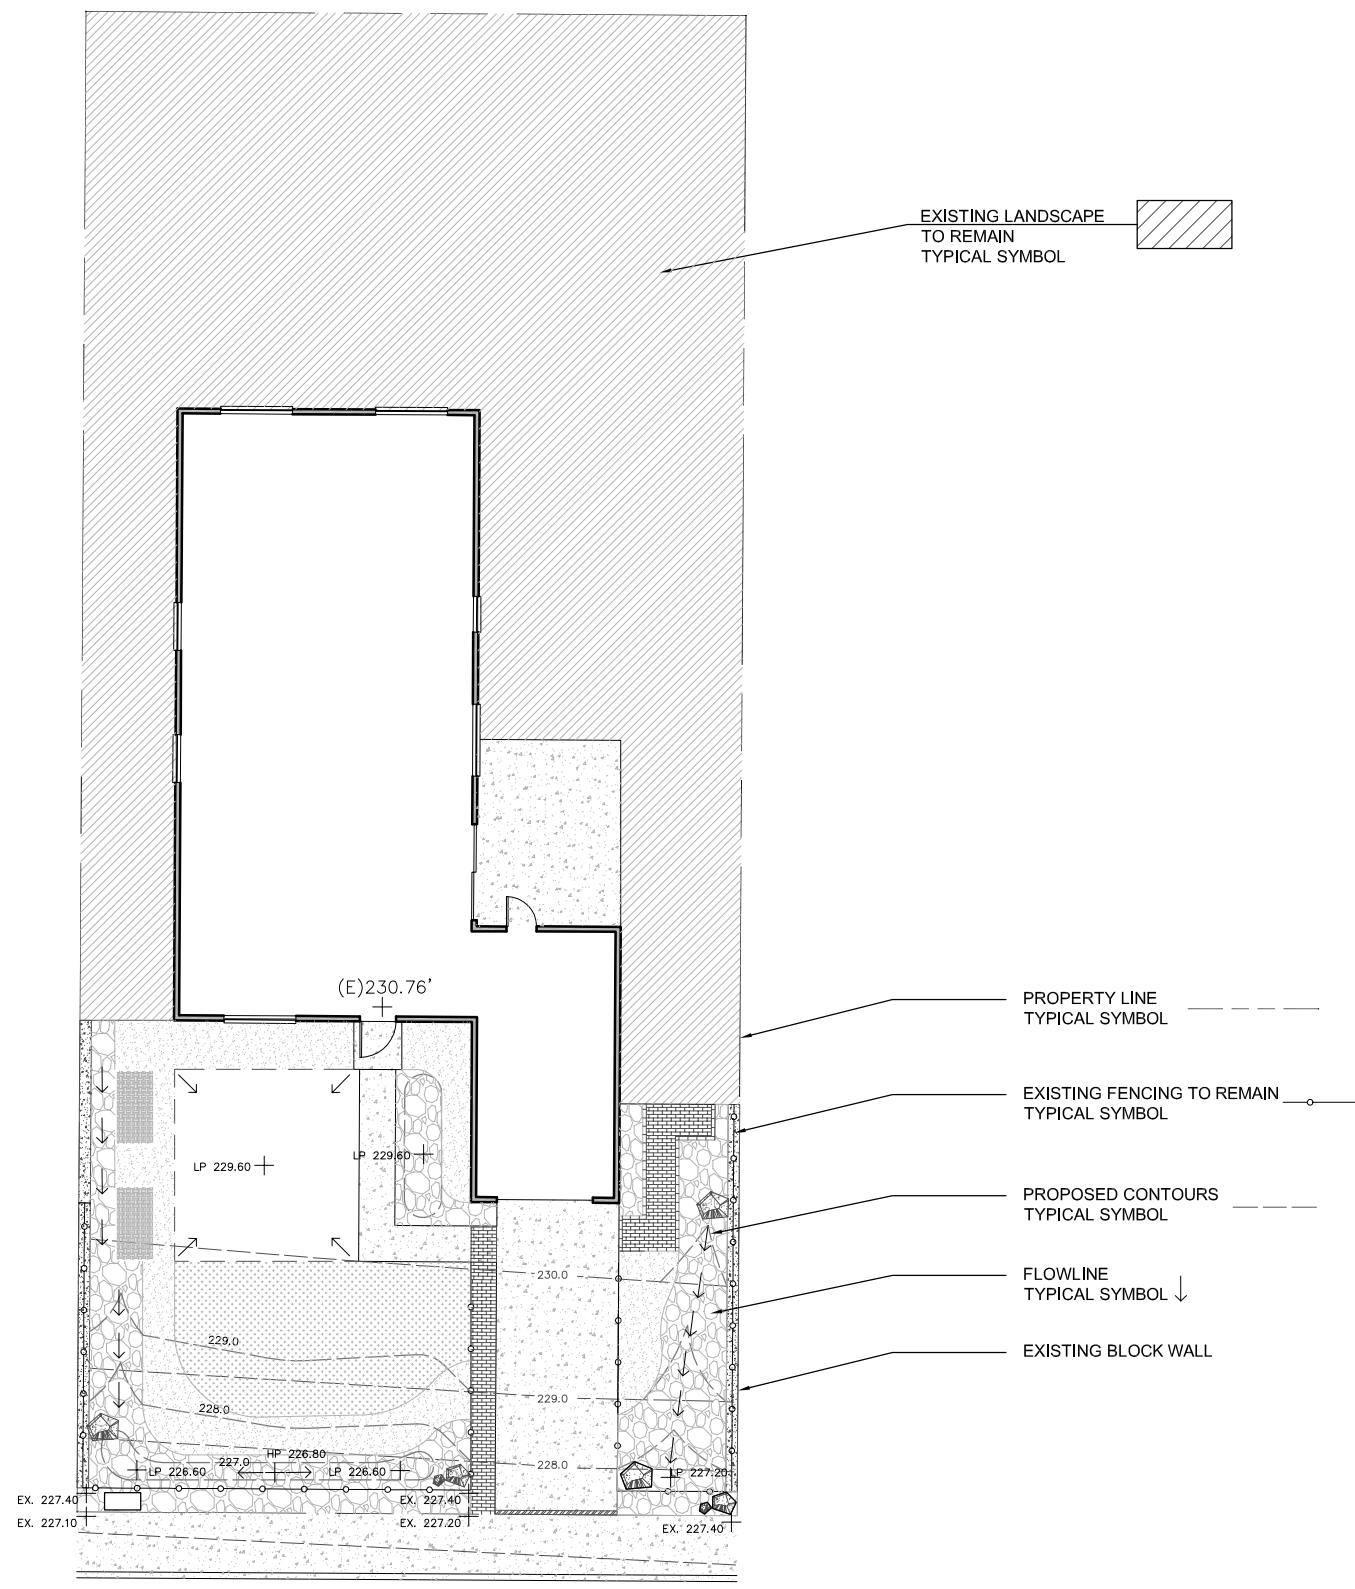 EXISTING LANDSCAPE
TO REMAIN
TYPICAL SYMBOL
(E)230.76'
PROPERTY LINE
TYPICAL SYMBOL
EXISTING FENCING TO REMAIN
TYPICAL SYMBOL
LP 229.60
LP 229.60
PROPOSED CONTOURS
TYPICAL SYMBOL
FLOWLINE
TYPICAL SYMBOL
230.0
229.0
EXISTING BLOCK WALL
229.0
228.0
HP 226.80
227.0
228.0
LP 226.60
LP 226.60
LP 227.20
EX. 227.40
EX. 227.40
EX. 227.10
EX. 227.20
EX. 227.40